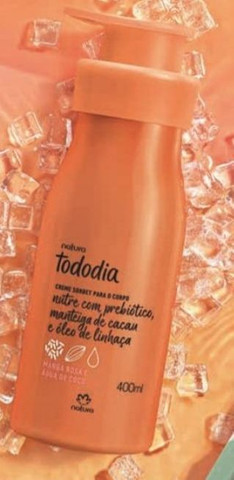 natura
tododia
CREME SORBET PARA O CORPO
nutre com prebiótico,
manteiga de cacau
e óleo de linhaça
MANGA ROSA E
ÁGUA DE COCO
400ml
natura